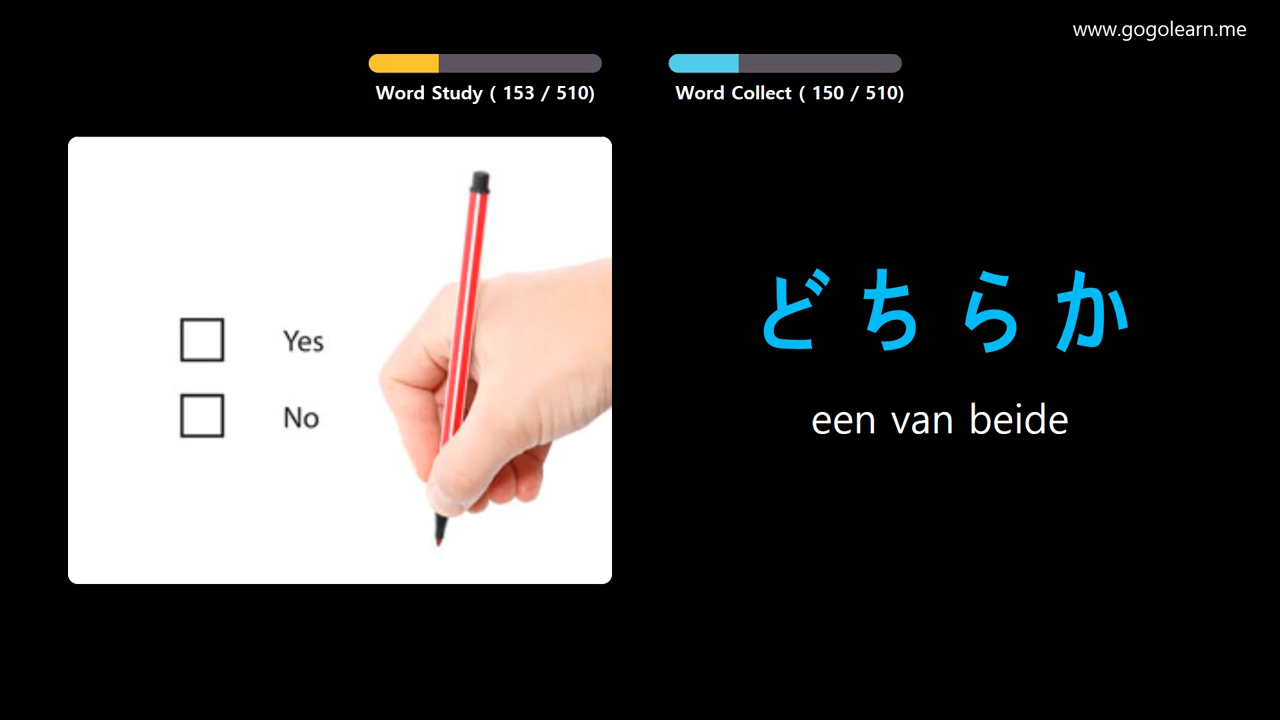 www.gogolearn.me
Word Study ( 153 / 510)
Word Collect ( 150 / 510)
Yes
No
どちらか
een van beide